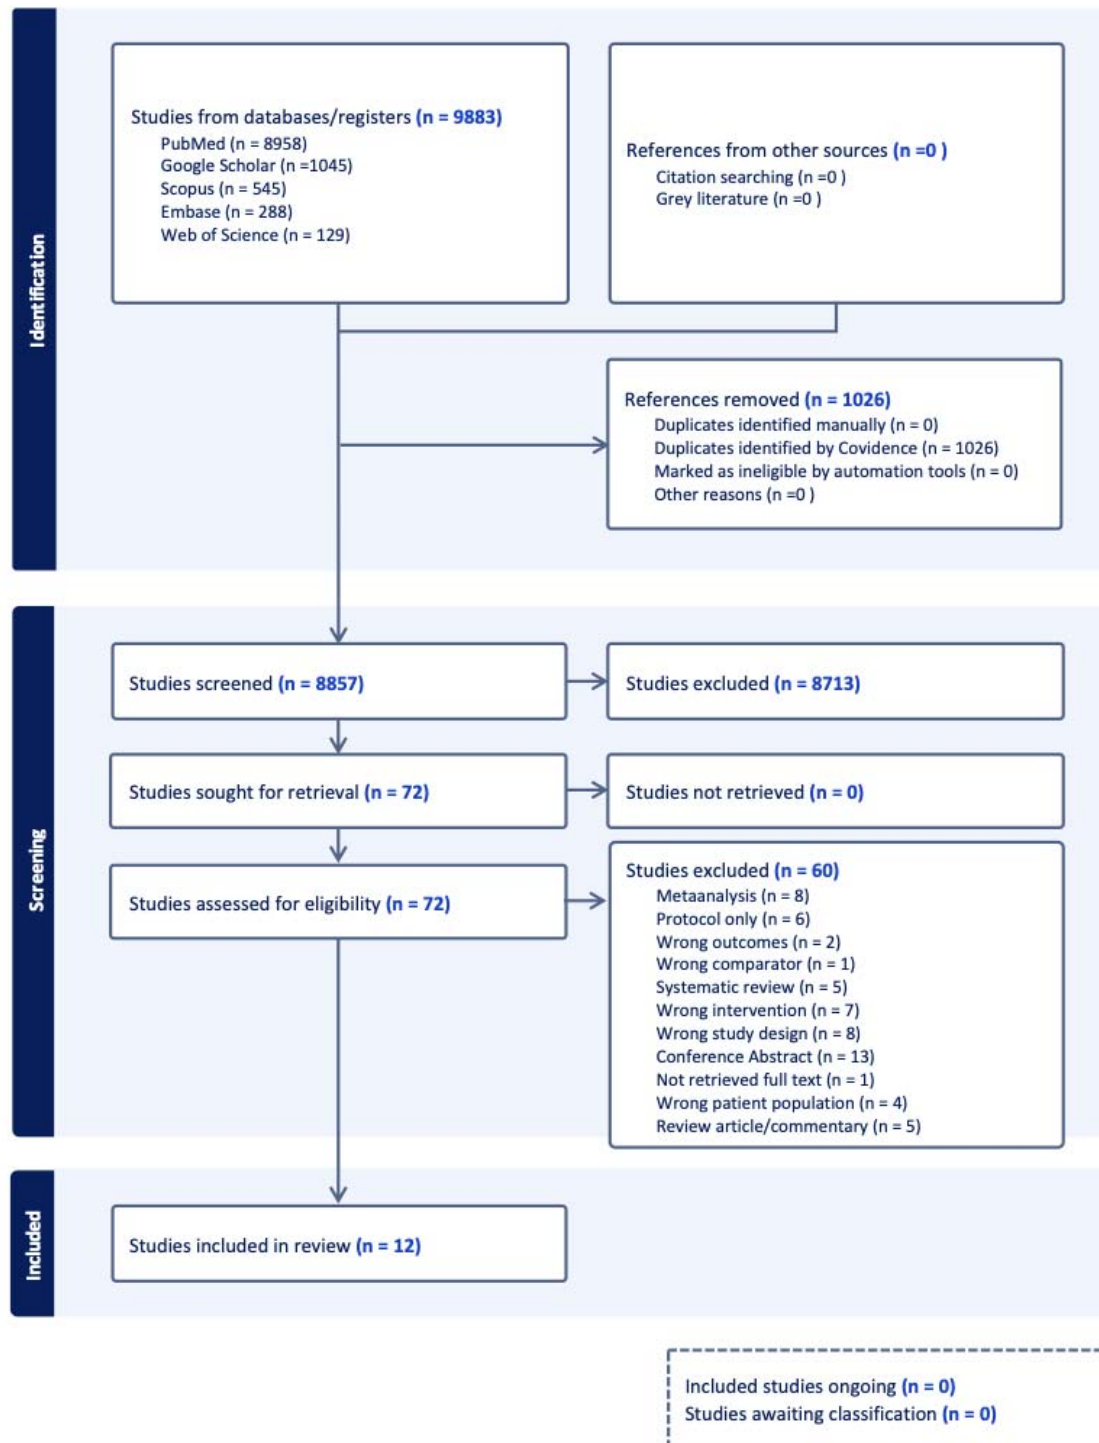 Identification
Studies from databases/registers (n = 9883)
PubMed (n = 8958)
Google Scholar (n =1045)
Scopus (n = 545)
Embase (n = 288)
Web of Science (n = 129)
References from other sources (n =0 )
Citation searching (n =0 )
Grey literature (n =0 )
References removed (n = 1026)
Duplicates identified manually (n = 0)
Duplicates identified by Covidence (n = 1026)
Marked as ineligible by automation tools (n = 0)
Other reasons (n =0 )
Screening
Studies screened (n = 8857)
Studies excluded (n = 8713)
Studies sought for retrieval (n = 72)
Studies not retrieved (n = 0)
Studies assessed for eligibility (n = 72)
Studies excluded (n = 60)
Metaanalysis (n = 8)
Protocol only (n = 6)
Wrong outcomes (n = 2)
Wrong comparator (n = 1)
Systematic review (n = 5)
Wrong intervention (n = 7)
Wrong study design (n = 8)
Conference Abstract (n = 13)
Not retrieved full text (n = 1)
Wrong patient population (n = 4)
Review article/commentary (n = 5)
Included
Studies included in review (n = 12)
Included studies ongoing (n = 0)
Studies awaiting classification (n = 0)